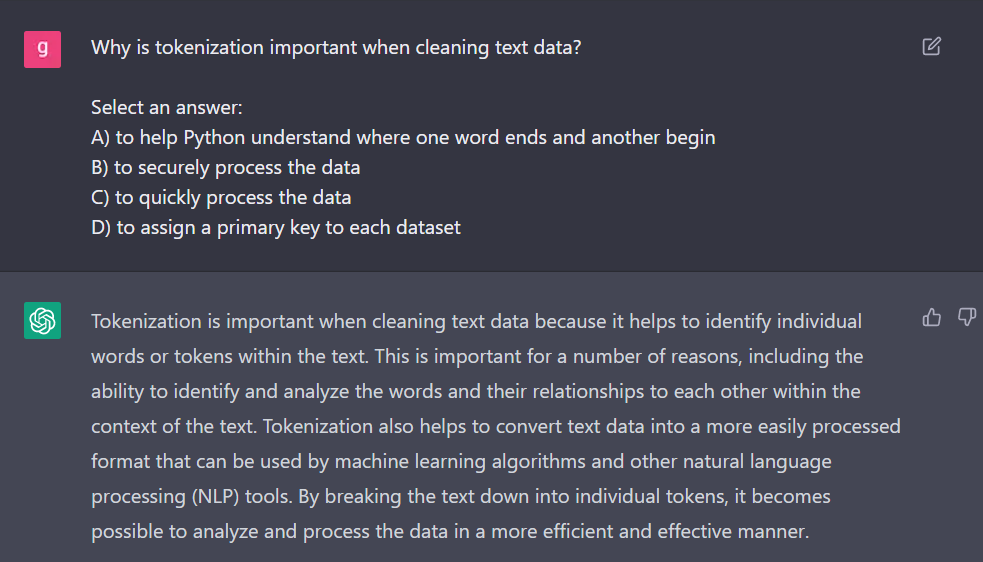 g
Why is tokenization important when cleaning text data?
Select an answer:
A) to help Python understand where one word ends and another begin
B) to securely process the data
C) to quickly process the data
D) to assign a primary key to each dataset
Tokenization is important when cleaning text data because it helps to identify individual
words or tokens within the text. This is important for a number of reasons, including the
ability to identify and analyze the words and their relationships to each other within the
context of the text. Tokenization also helps to convert text data into a more easily processed
format that can be used by machine learning algorithms and other natural language
processing (NLP) tools. By breaking the text down into individual tokens, it becomes
possible to analyze and process the data in a more efficient and effective manner.